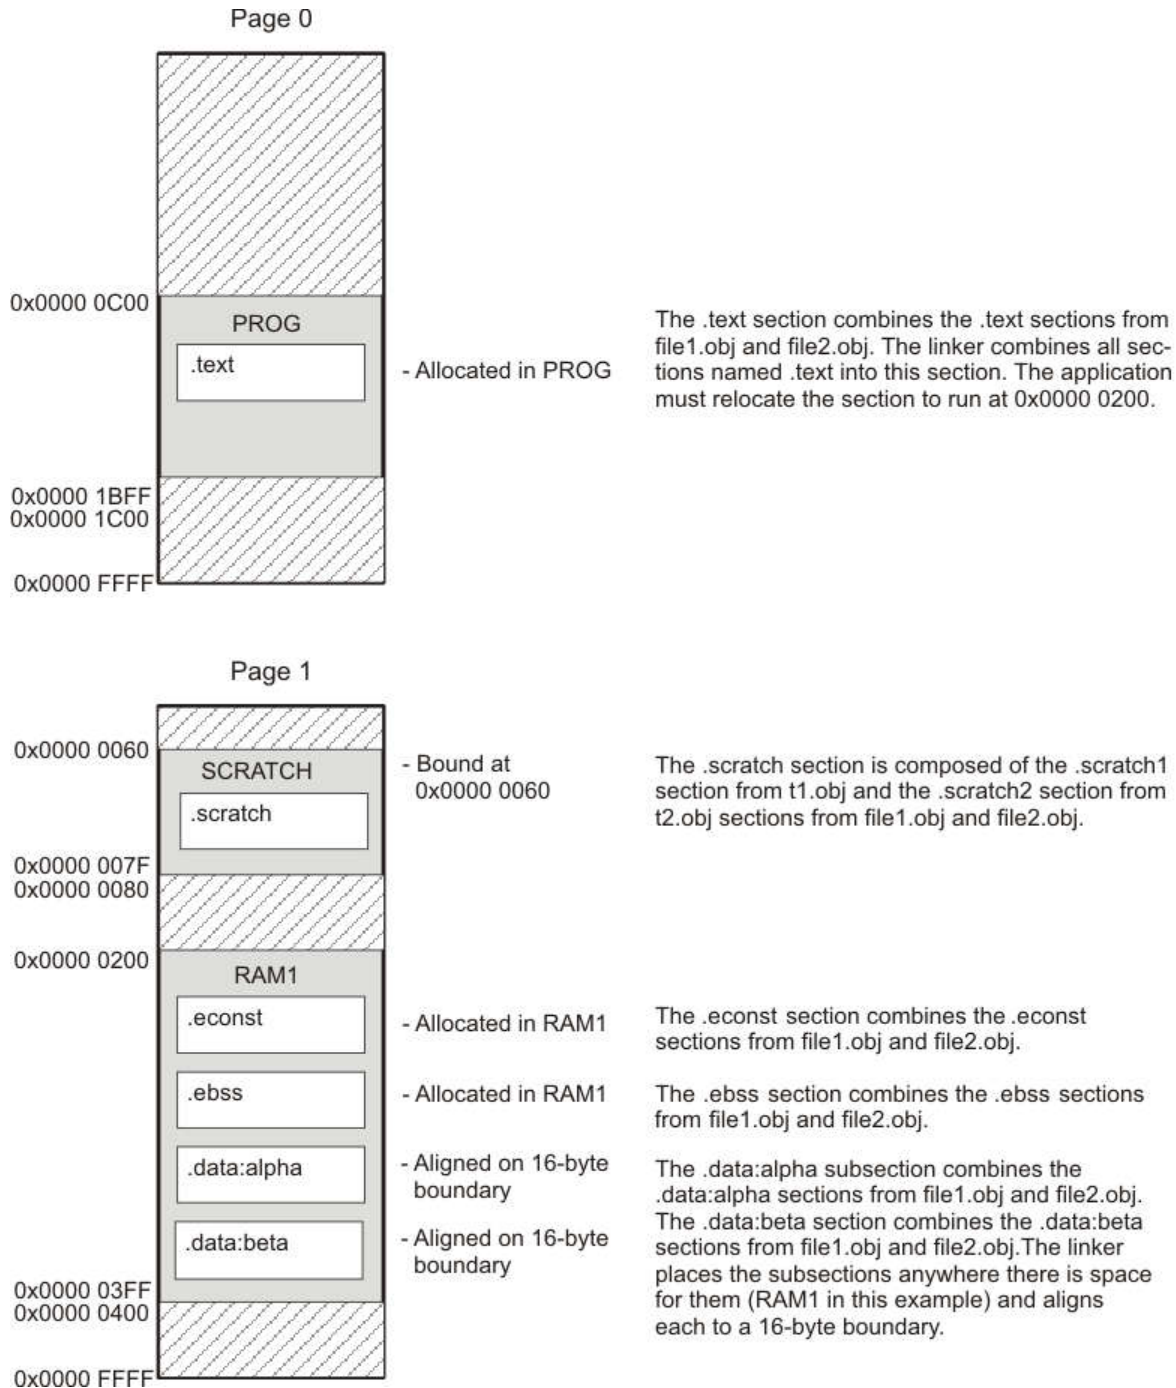 Page 0
0x0000 0C00
PROG
.text
- Allocated in PROG
The .text section combines the .text sections from
file1.obj and file2.obj. The linker combines all sec-
tions named .text into this section. The application
must relocate the section to run at 0x0000 0200.
0x0000 1BFF
0x0000 1C00
0x0000 FFFF
Page 1
0x0000 0060
SCRATCH
.scratch
- Bound at
0x0000 0060
The .scratch section is composed of the .scratch1
section from t1.obj and the .scratch2 section from
t2.obj sections from file1.obj and file2.obj.
0x0000 007F
0x0000 0080
0x0000 0200
RAM1
.econst
- Allocated in RAM1
The .econst section combines the .econst
sections from file1.obj and file2.obj.
.ebss
- Allocated in RAM1
The .ebss section combines the .ebss sections
from file1.obj and file2.obj.
.data:alpha
- Aligned on 16-byte
boundary
The .data:alpha subsection combines the
.data:alpha sections from file1.obj and file2.obj.
.data:beta
- Aligned on 16-byte
boundary
The .data:beta section combines the .data:beta
sections from file1.obj and file2.obj.The linker
places the subsections anywhere there is space
for them (RAM1 in this example) and aligns
each to a 16-byte boundary.
0x0000 03FF
0x0000 0400
0x0000 FFFF